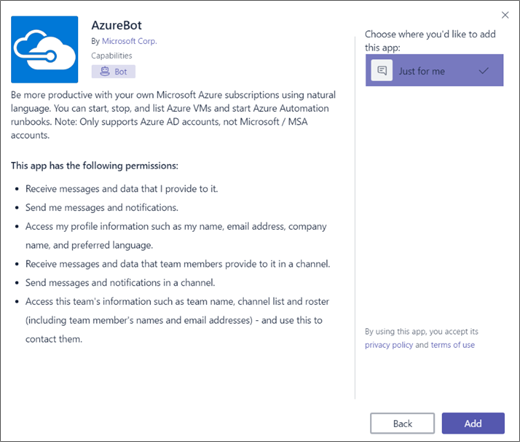 AzureBot
By Microsoft Corp.
Capabilities
Bot
Be more productive with your own Microsoft Azure subscriptions using natural
language. You can start, stop, and list Azure VMs and start Azure Automation
runbooks. Note: Only supports Azure AD accounts, not Microsoft / MSA
accounts.
This app has the following permissions:
• Receive messages and data that I provide to it.
• Send me messages and notifications.
• Access my profile information such as my name, email address, company
name, and preferred language.
• Receive messages and data that team members provide to it in a channel.
• Send messages and notifications in a channel.
• Access this team's information such as team name, channel list and roster
(including team member's names and email addresses) - and use this to
contact them.
Choose where you'd like to add
this app:
Just for me
By using this app, you accept its
privacy policy and terms of use
Back
Add